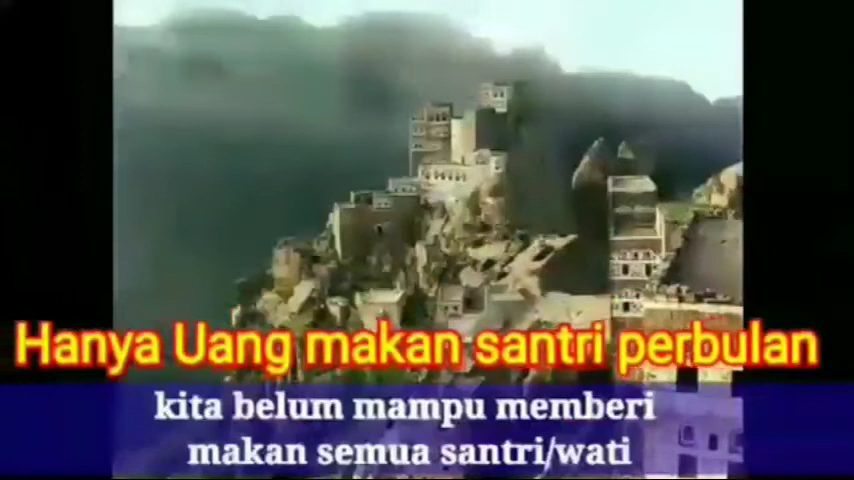 Hanya Uang makan santri perbulan
kita belum mampu memberi
makan semua santri/wati